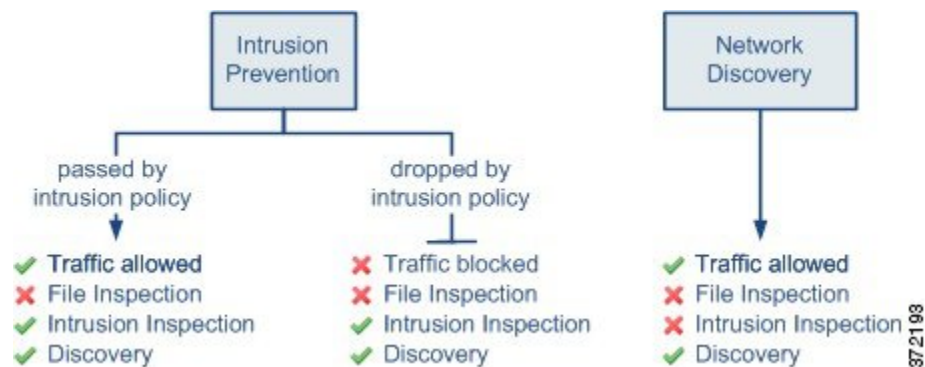 Intrusion
Prevention
Network
Discovery
passed by
intrusion policy
dropped by
intrusion policy
Traffic allowed
File Inspection
Intrusion Inspection
Discovery
Traffic blocked
File Inspection
Intrusion Inspection
Discovery
Traffic allowed
File Inspection
Intrusion Inspection
Discovery
372193